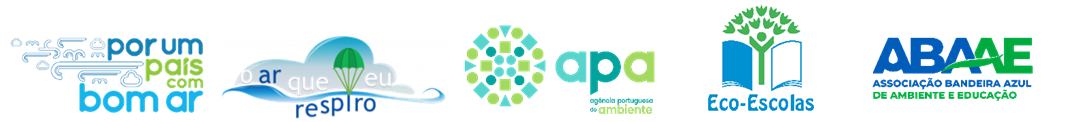 por um
país
com
bom ar
o ar que eu
respiro
apa
agência portuguesa
do ambiente
Eco-Escolas
ABAAE
ASSOCIAÇÃO BANDEIRA AZUL
DE AMBIENTE E EDUCAÇÃO